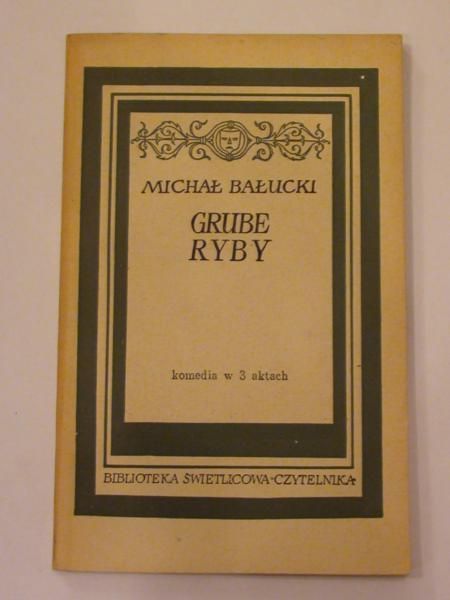 MICHAŁ BAŁUCKI
GRUBE
RYBY
komedia w 3 aktach
BIBLIOTEKA ŚWIETLICOWA-CZYTELNIKA